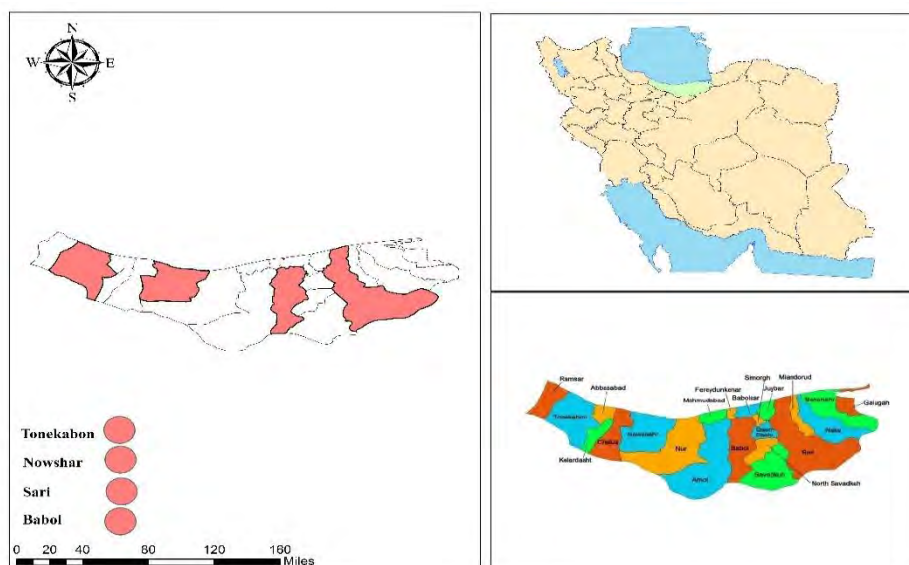 N
W E
S
Tonekabon
Nowshar
Sari
Babol
0 20 40 80 120 160
Miles
Ramsar
Abbasabad
Tonekabon
Kelardasht
Chalus
Nowshahr
Nur
Mahmudabad
Fereydunkenar
Babolsar
Simorgh
Juybar
Miandorud
Galugah
Neka
Babol
Amol
Savadkuh
Sari
North Savadkuh